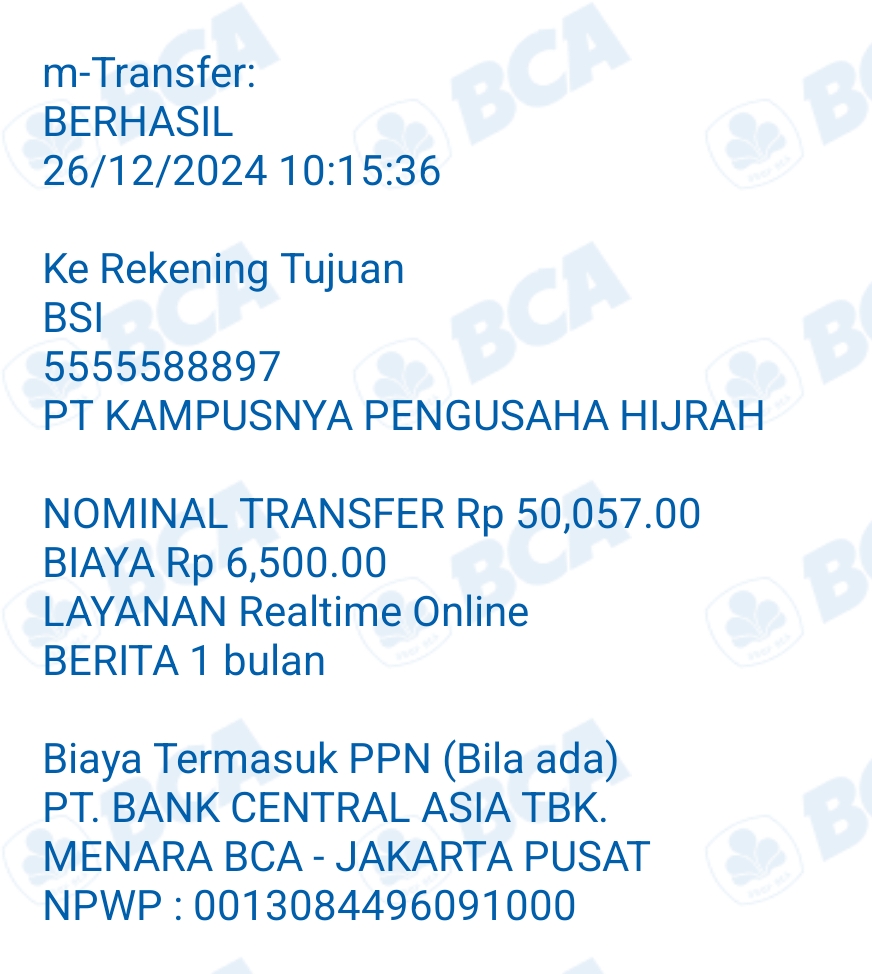 m-Transfer:
BERHASIL
26/12/2024 10:15:36
Ke Rekening Tujuan
BSI
5555588897
PT KAMPUSNYA PENGUSAHA HIJRAH
NOMINAL TRANSFER Rp 50,057.00
BIAYA Rp 6,500.00
LAYANAN Realtime Online
BERITA 1 bulan
Biaya Termasuk PPN (Bila ada)
PT. BANK CENTRAL ASIA TBK.
MENARA BCA - JAKARTA PUSAT
NPWP : 0013084496091000